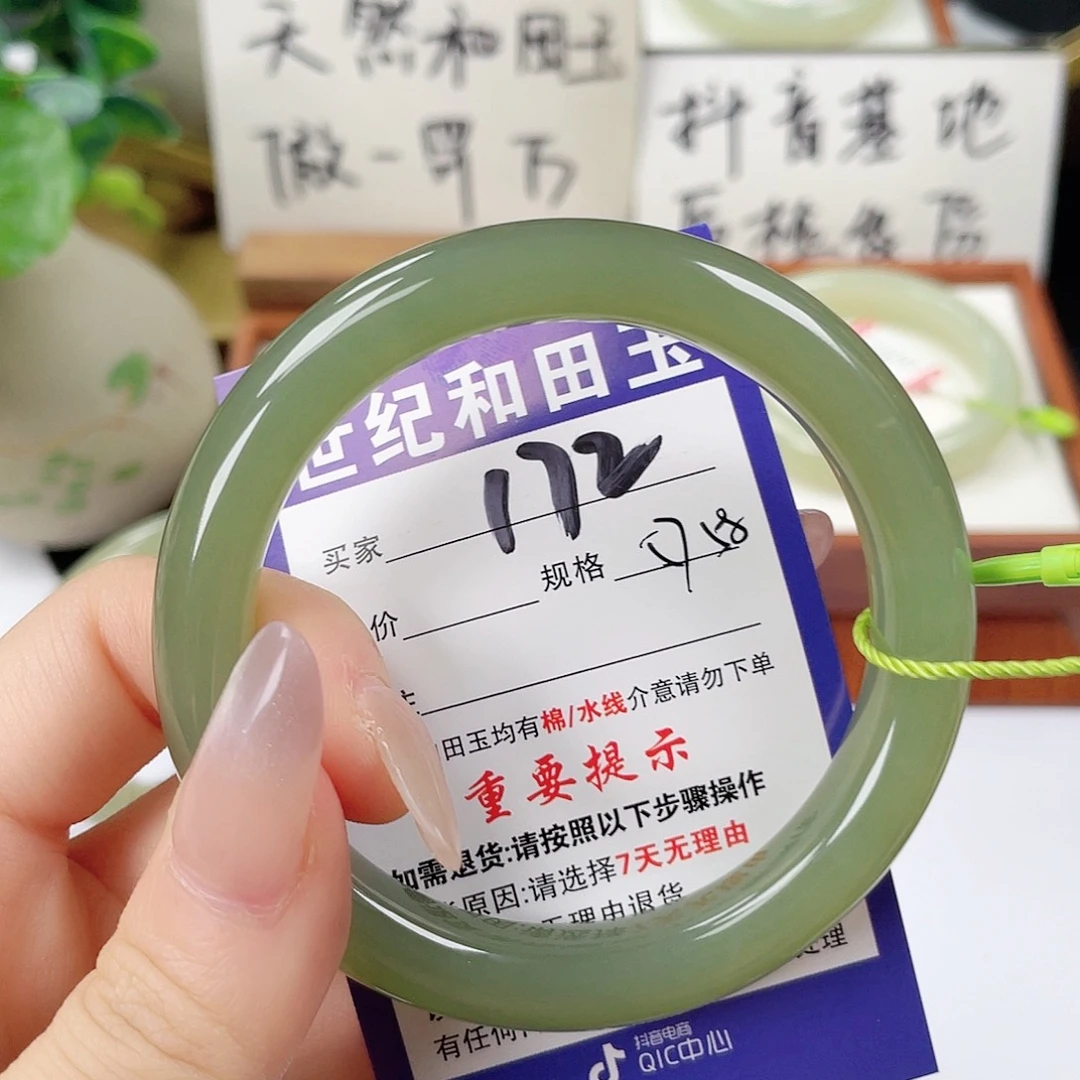 天然和田玉
假一罚万
抖音基地
世纪和田玉
172
买家
规格
价
田玉均有棉/水线介意请勿下单
重要提示
如需退货:请按照以下步骤操作
原因:请选择7天无理由
无理由退货
处理
有任何
抖音电商
QIC中心